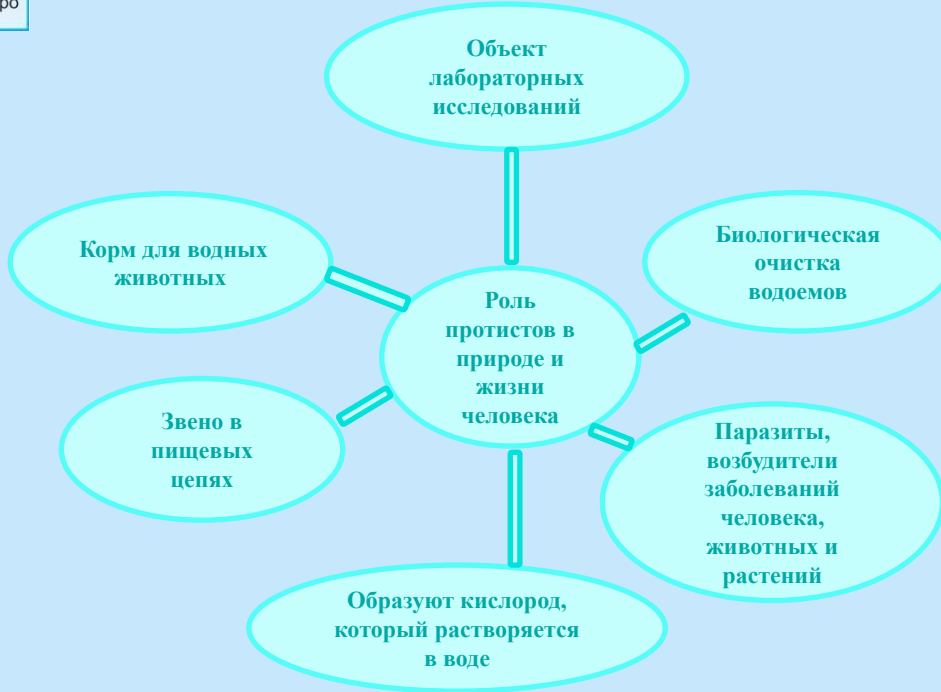 ро
Объект
лабораторных
исследований
Корм для водных
животных
Биологическая
очистка
водоемов
Роль
протистов в
природе и
жизни
человека
Звено в
пищевых
цепях
Паразиты,
возбудители
заболеваний
человека,
животных и
растений
Образуют кислород,
который растворяется
в воде